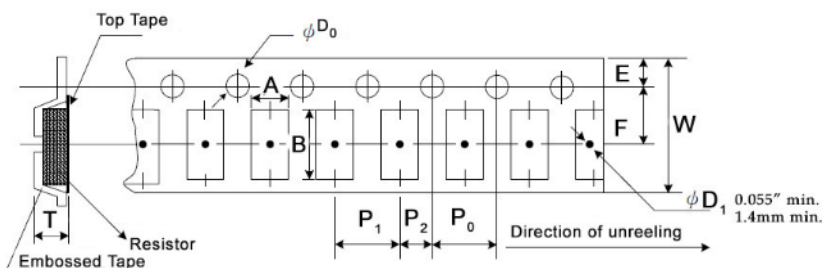 Top Tape
ϕD₀
A
E
B
F
W
T
P₁
P₂
P₀
ϕD₁ 0.055" min.
1.4mm min.
Direction of unreeling
Resistor
Embossed Tape